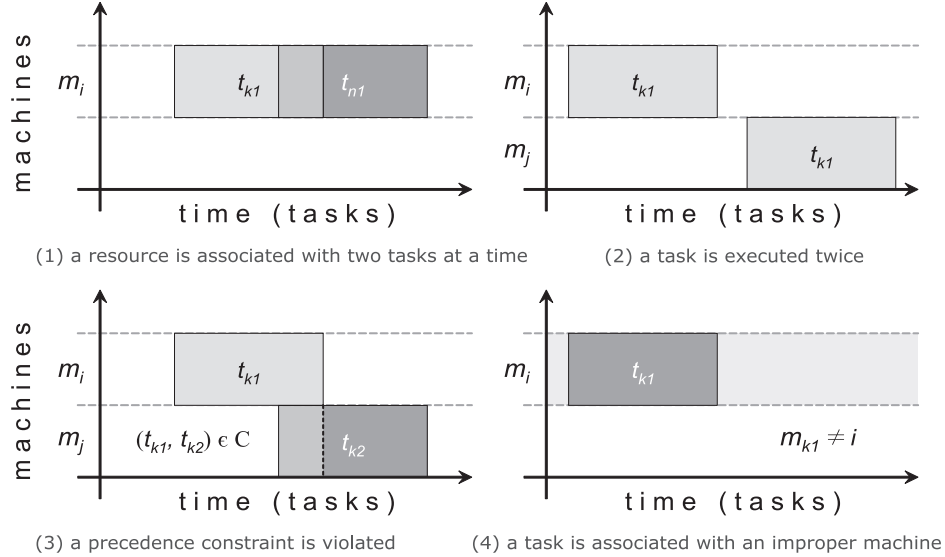 machines
m_i
t_k1
t_n1
time (tasks)
(1) a resource is associated with two tasks at a time
m_i
m_j
t_k1
t_k1
time (tasks)
(2) a task is executed twice
machines
m_i
m_j
t_k1
(t_k1, t_k2) ϵ C
t_k2
time (tasks)
(3) a precedence constraint is violated
m_i
t_k1
m_k1 ≠ i
time (tasks)
(4) a task is associated with an improper machine